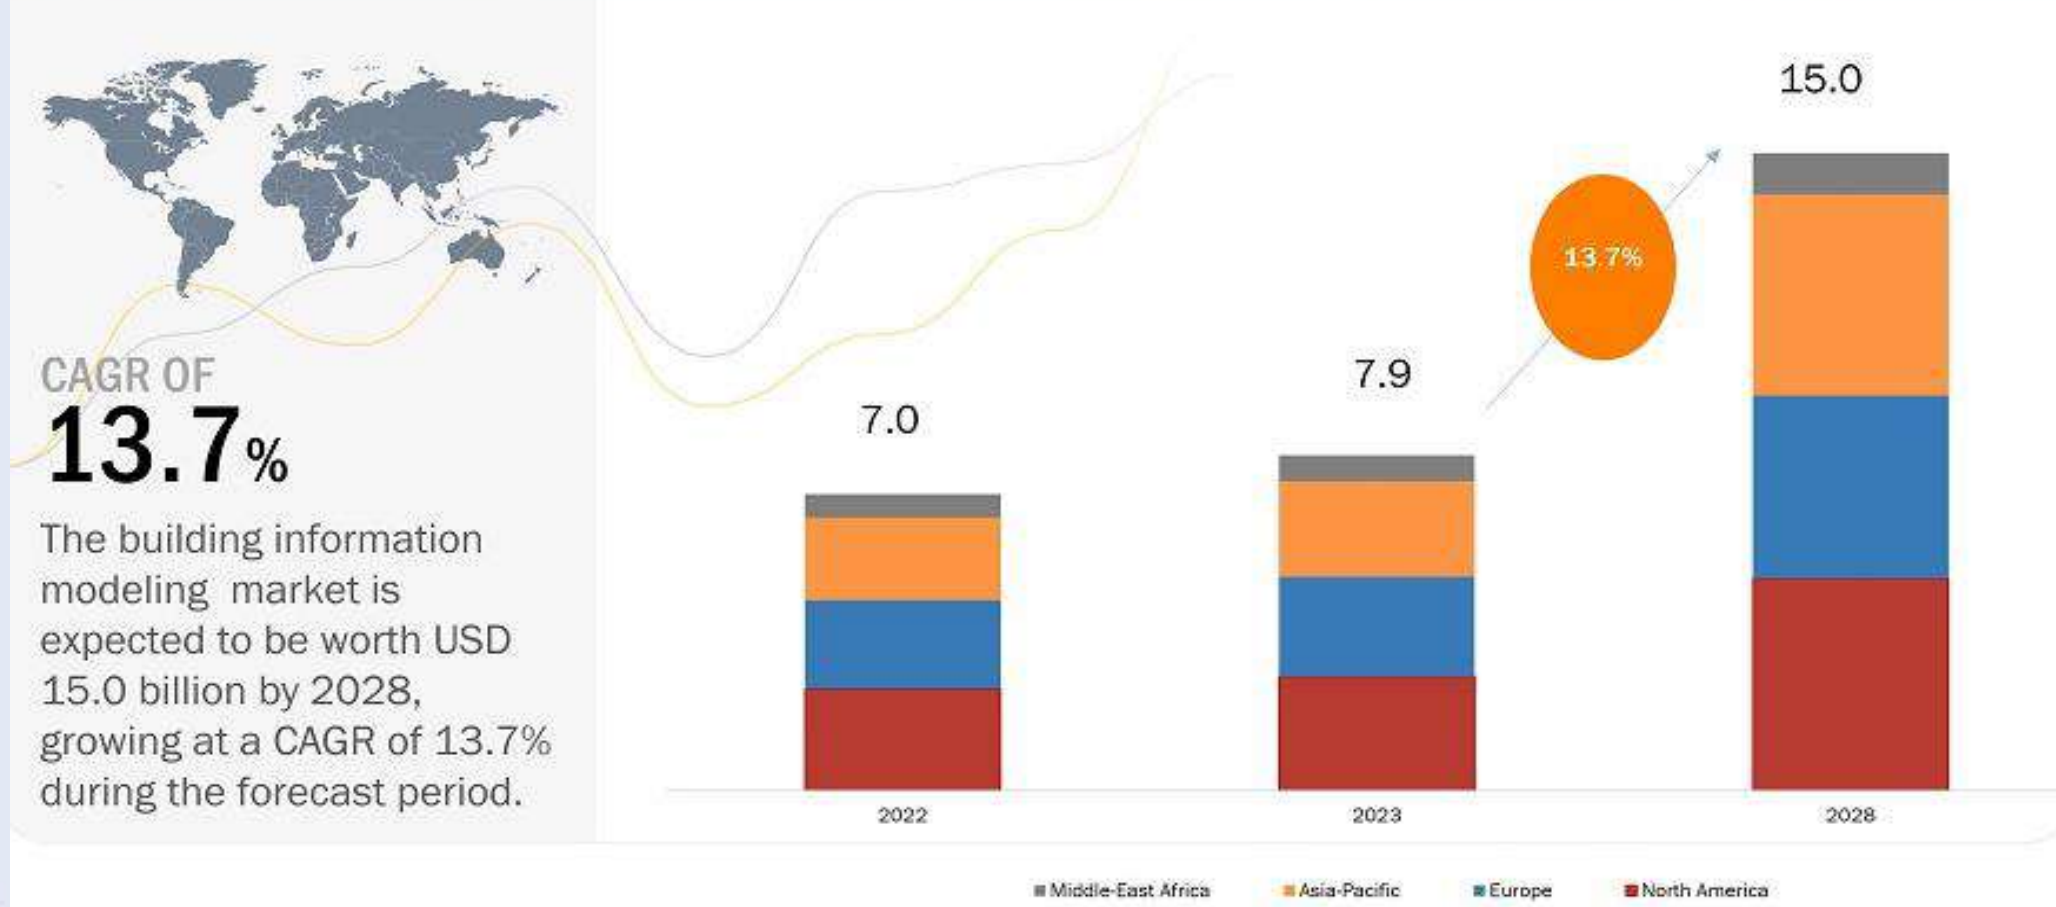 CAGR OF
13.7%
The building information
modeling market is
expected to be worth USD
15.0 billion by 2028,
growing at a CAGR of 13.7%
during the forecast period.
7.0
7.9
13.7%
15.0
2022
2023
2028
Middle-East Africa
Asia-Pacific
Europe
North America